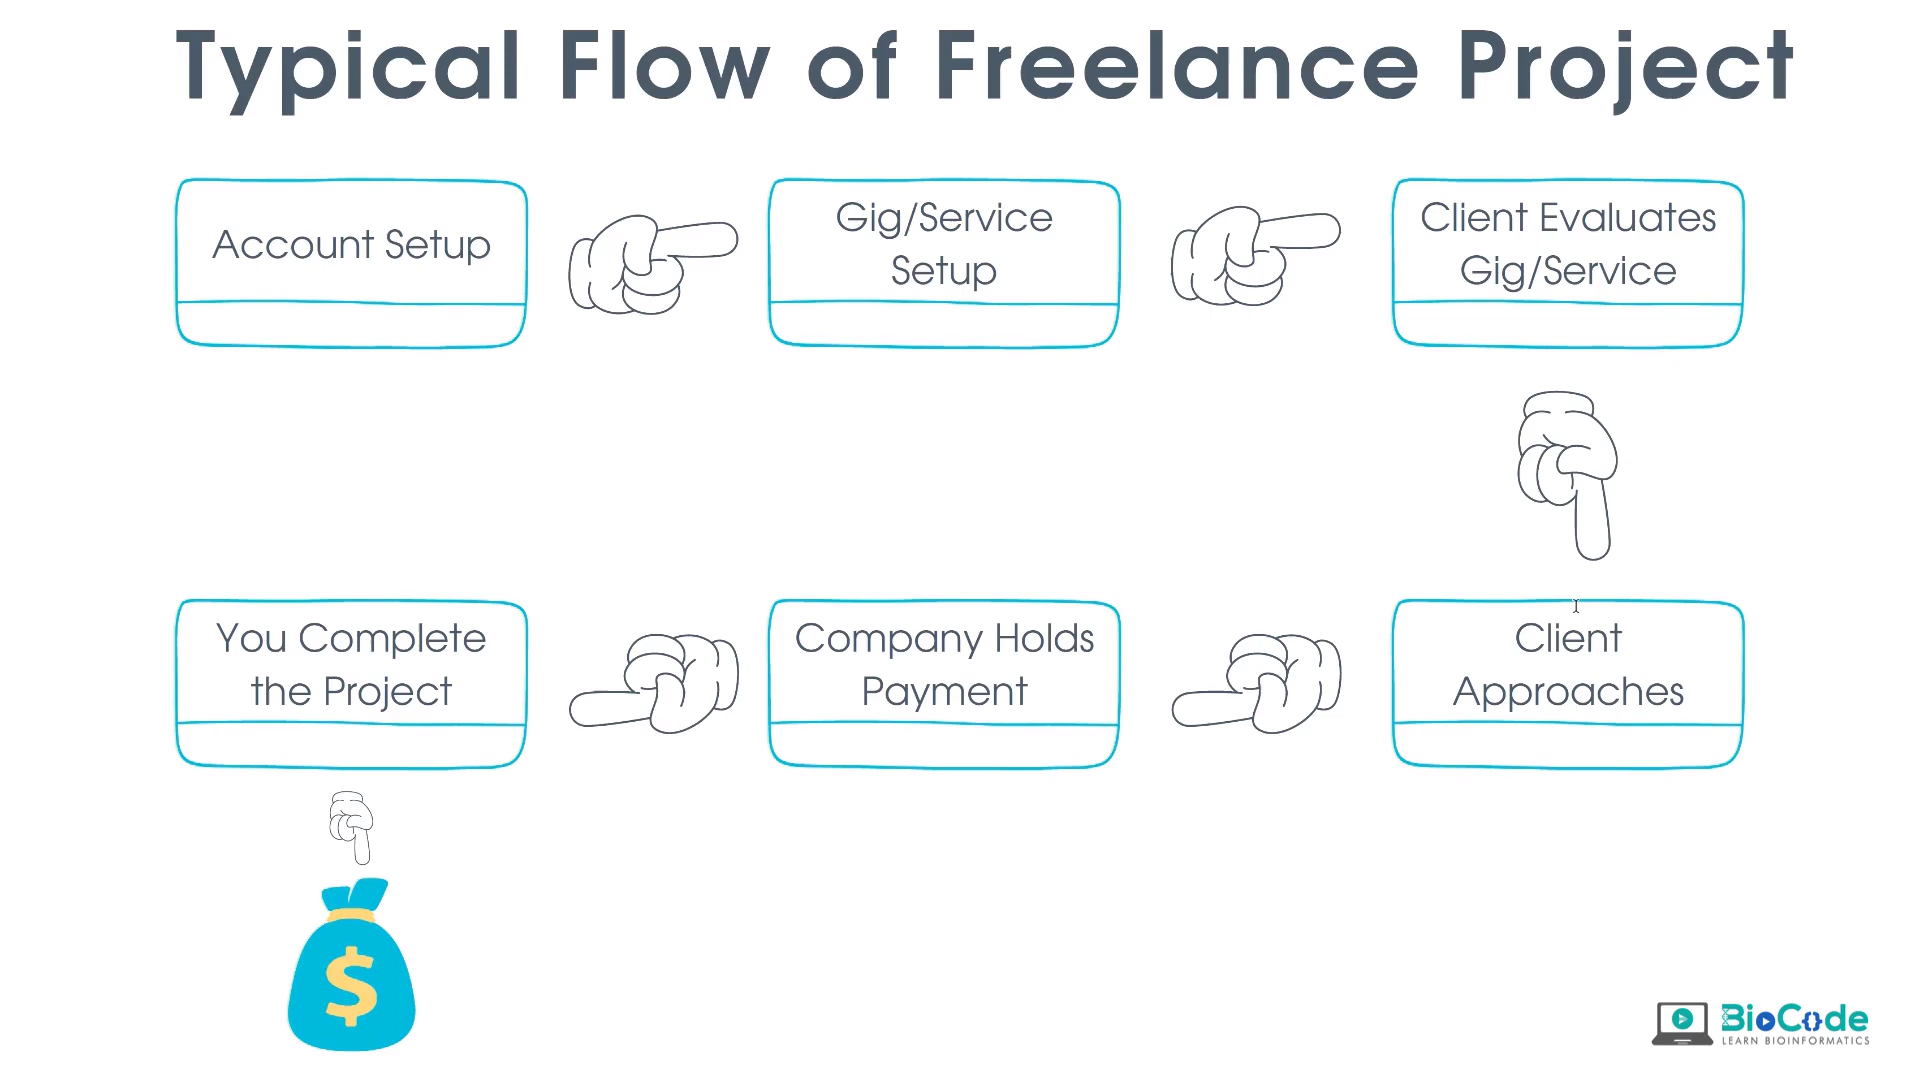 Typical Flow of Freelance Project
Account Setup
Gig/Service
Setup
Client Evaluates
Gig/Service
You Complete
the Project
Company Holds
Payment
Client
Approaches
$
BioCode
LEARN BIOINFORMATICS